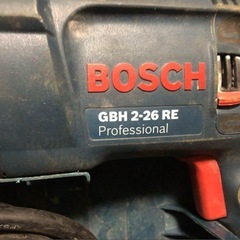 BOSCH
GBH 2-26 RE
Professional